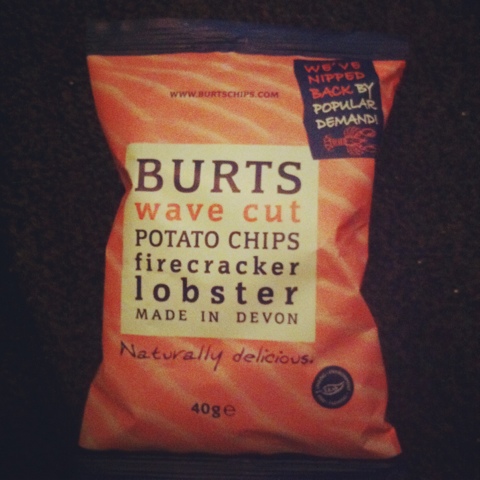 WE'VE
NIPPED
BACK BY
POPULAR
DEMAND!
WWW.BURTSCHIPS.COM
BURTS
wave cut
POTATO CHIPS
firecracker
lobster
MADE IN DEVON
Naturally delicious.
40g e